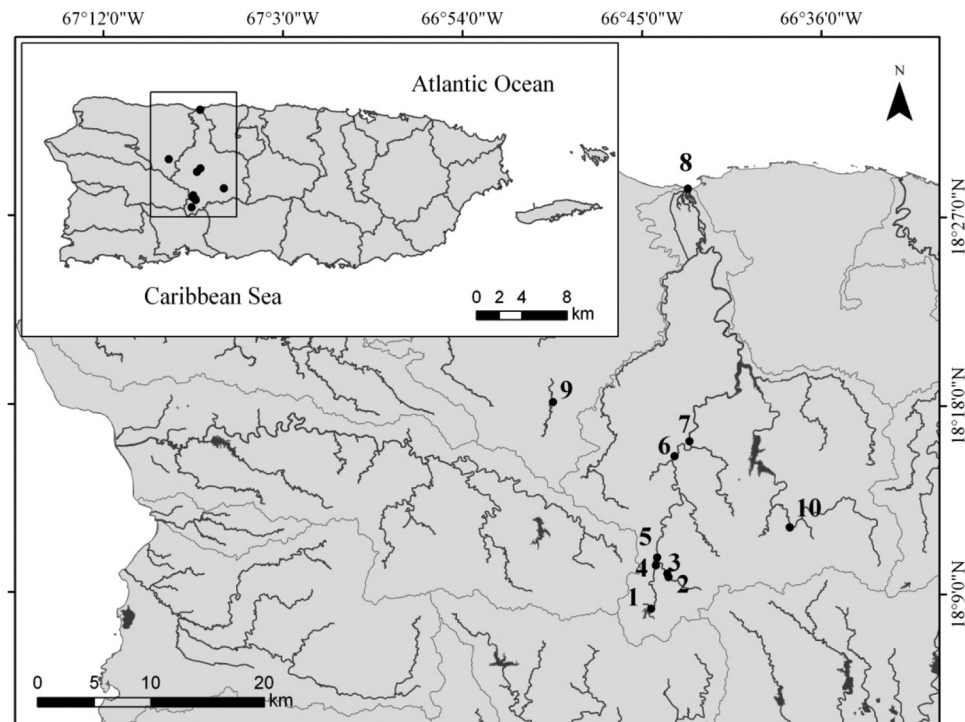 67°12'0"W 67°3'0"W 66°54'0"W 66°45'0"W 66°36'0"W
Atlantic Ocean
N
Caribbean Sea
0 2 4 8
km
8
18°27'0"N
9
18°18'0"N
7
6
10
5
4 3
2
1
18°9'0"N
0 5 10 20
km